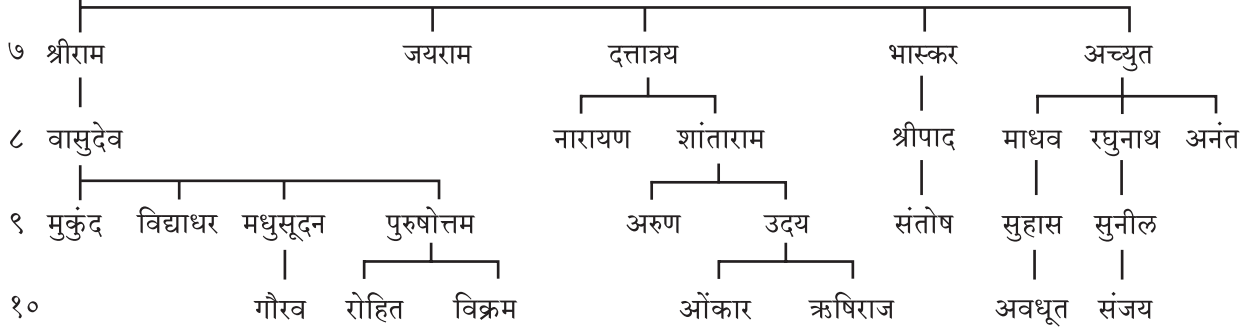 ७ श्रीराम जयराम दत्तात्रय भास्कर अच्युत
८ वासुदेव नारायण शांताराम श्रीपाद माधव रघुनाथ अनंत
९ मुकुंद विद्याधर मधुसूदन पुरुषोत्तम अरुण उदय संतोष सुहास सुनील
१० गौरव रोहित विक्रम ओंकार ऋषिराज अवधूत संजय